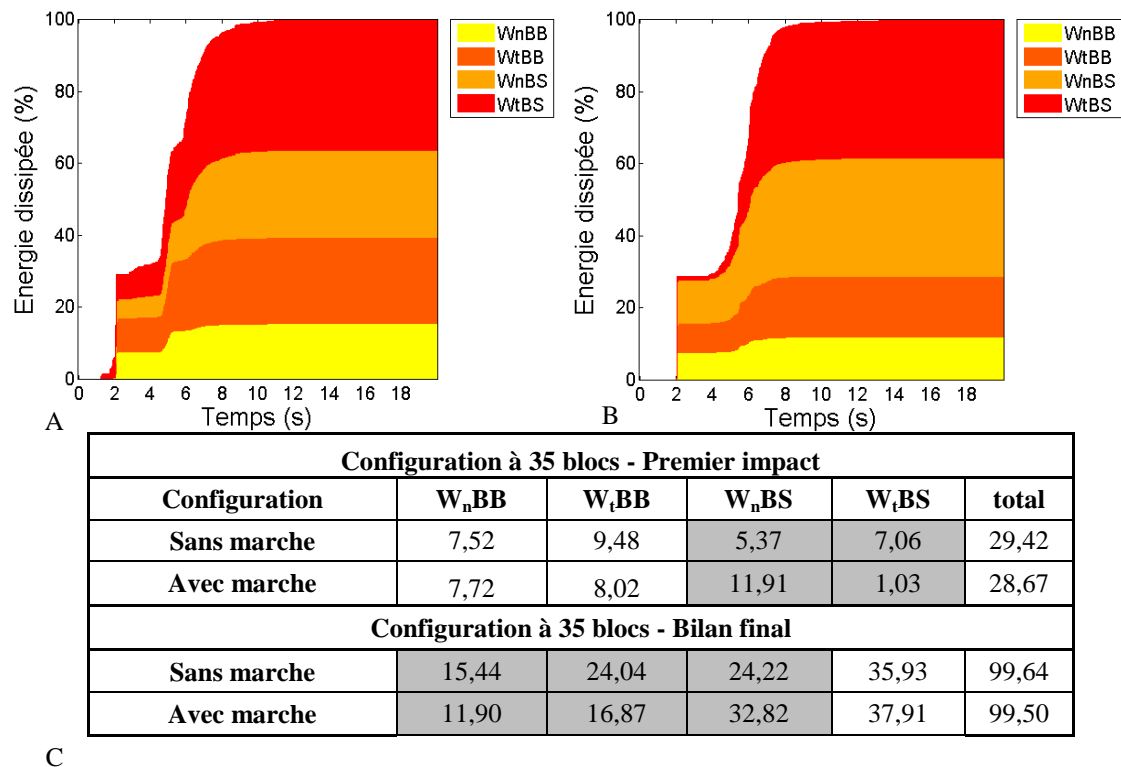 100
80
60
40
20
0
Energie dissipée (%)
0 2 4 6 8 10 12 14 16 18
Temps (s)
WnBB
WtBB
WnBS
WtBS
A
100
80
60
40
20
0
Energie dissipée (%)
0 2 4 6 8 10 12 14 16 18
Temps (s)
WnBB
WtBB
WnBS
WtBS
B
Configuration à 35 blocs - Premier impact
Configuration WnBB WtBB WnBS WtBS total
Sans marche 7,52 9,48 5,37 7,06 29,42
Avec marche 7,72 8,02 11,91 1,03 28,67
Configuration à 35 blocs - Bilan final
Sans marche 15,44 24,04 24,22 35,93 99,64
Avec marche 11,90 16,87 32,82 37,91 99,50
C